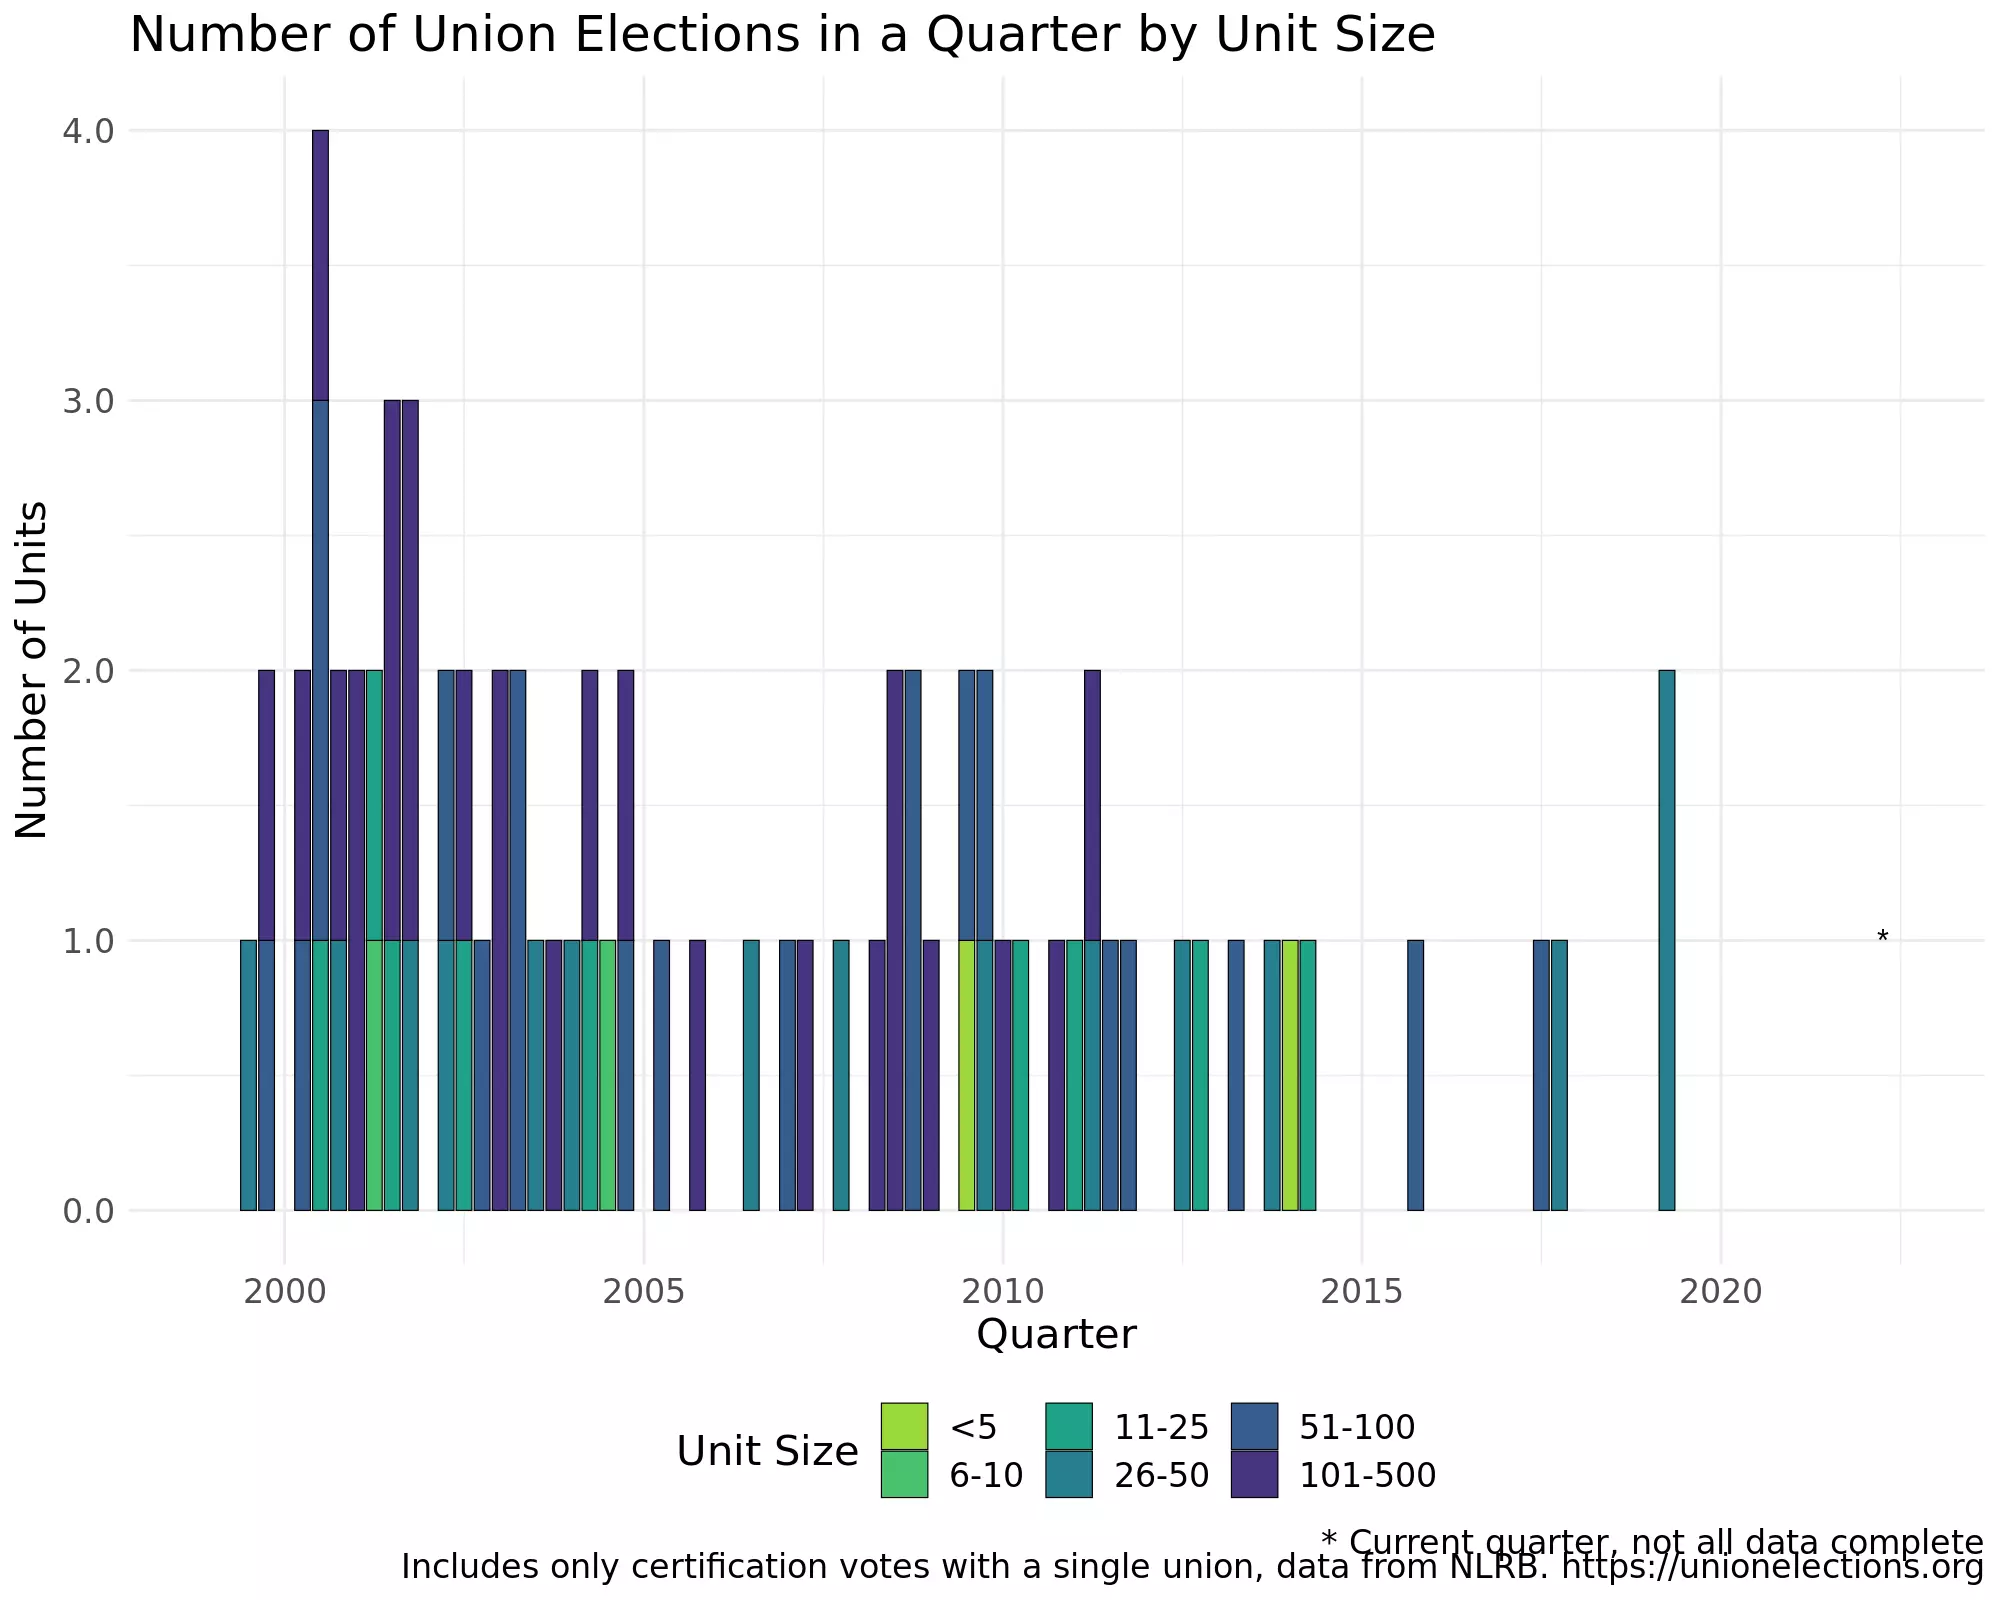 Number of Union Elections in a Quarter by Unit Size
4.0
3.0
2.0
1.0
0.0
Number of Units
*
2000 2005 2010 2015 2020
Quarter
Unit Size
<5 11-25 51-100
6-10 26-50 101-500
* Current quarter, not all data complete
Includes only certification votes with a single union, data from NLRB. https://unionelections.org